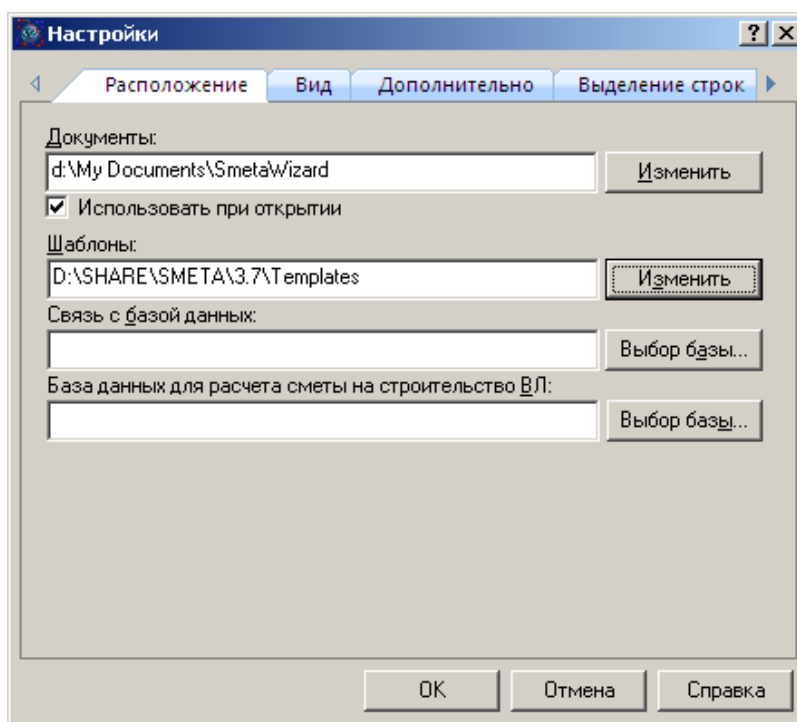 Настройки
Расположение Вид Дополнительно Выделение строк
Документы:
d:\My Documents\SmetaWizard Изменить
Использовать при открытии
Шаблоны:
D:\SHARE\SMETA\3.7\Templates Изменить
Связь с базой данных:
Выбор базы...
База данных для расчета сметы на строительство ВЛ:
Выбор базы...
OK Отмена Справка